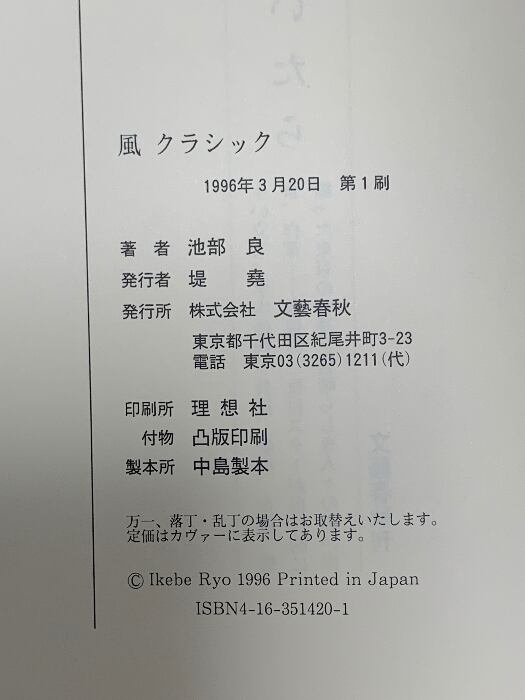 風 クラシック
1996年3月20日 第1刷
著 者 池部 良
発行者 堤 堯
発行所 株式会社 文藝春秋
東京都千代田区紀尾井町3-23
電話 東京03(3265)1211(代)
印刷所 理想社
付物 凸版印刷
製本所 中島製本
万一、落丁・乱丁の場合はお取替えいたします。
定価はカヴァーに表示してあります。
© Ikebe Ryo 1996 Printed in Japan
ISBN4-16-351420-1